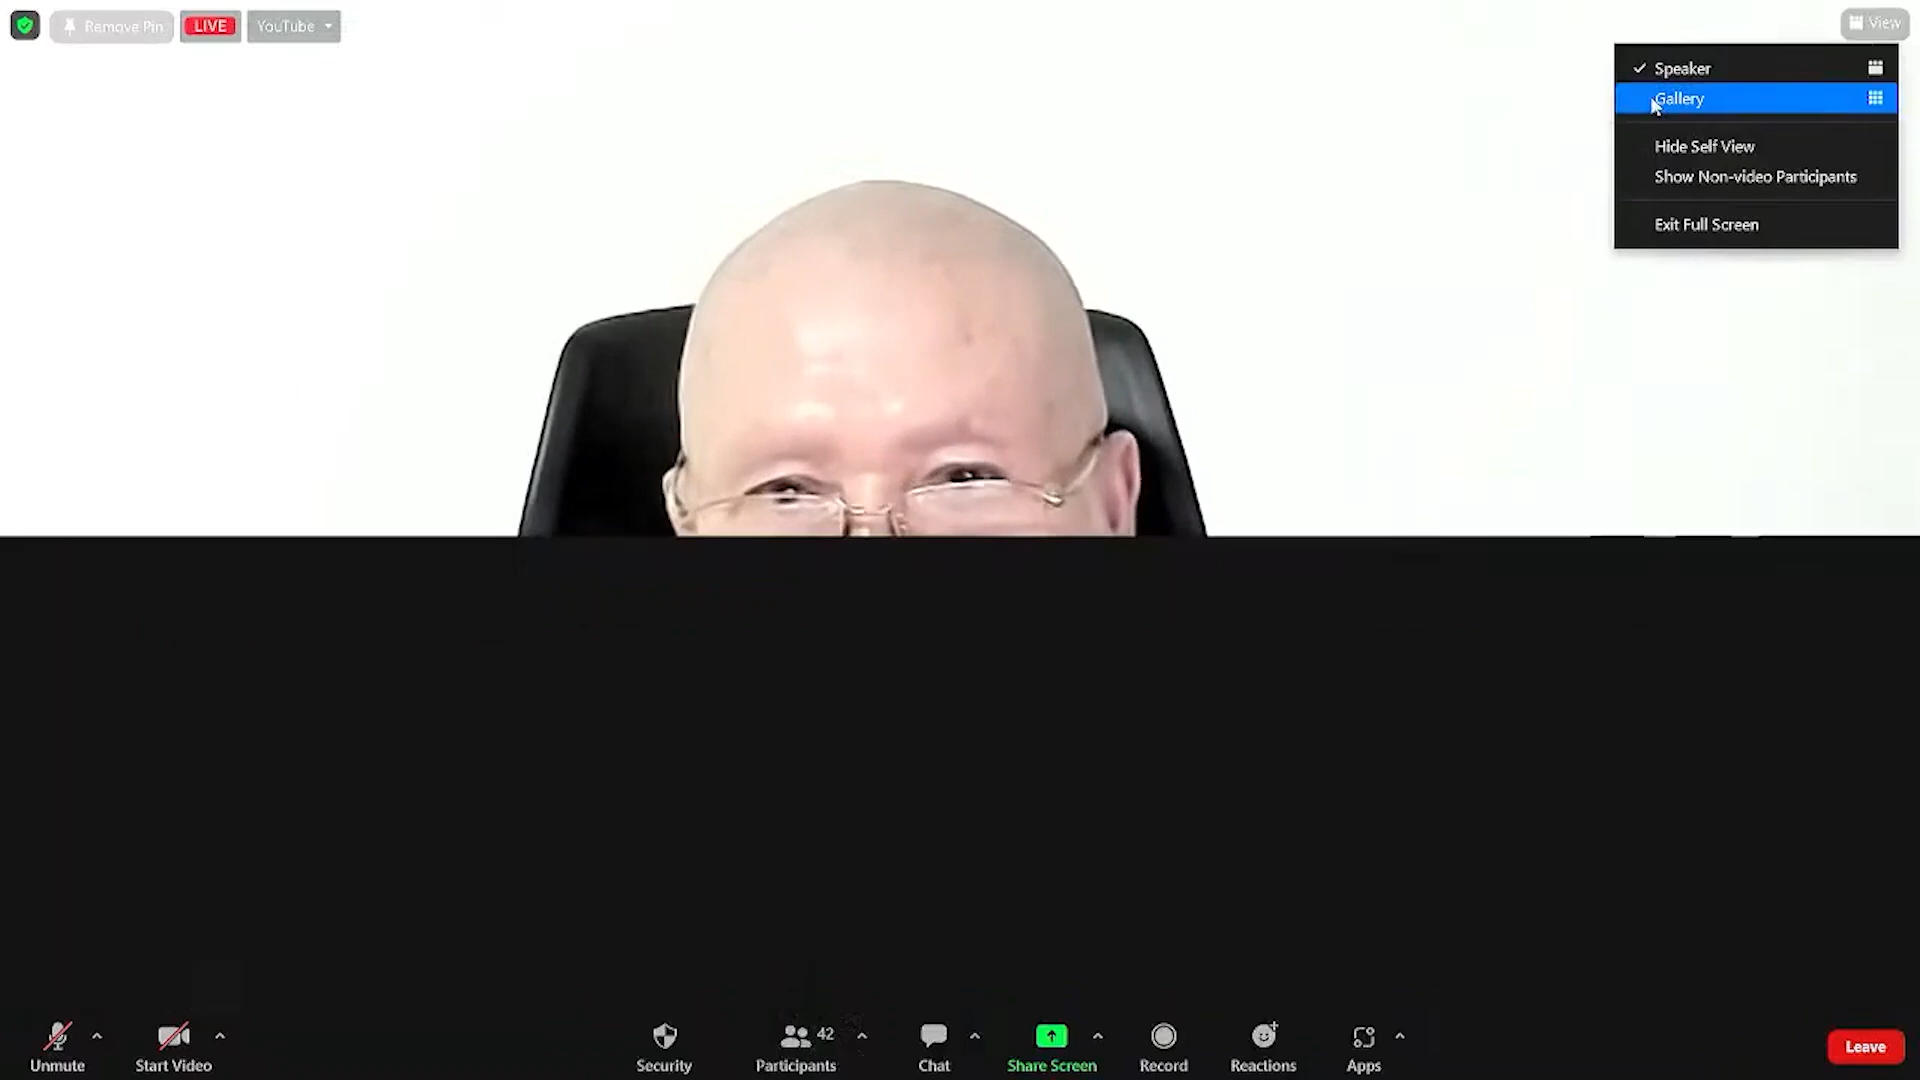 Remove Pin
LIVE
YouTube
View
Speaker
Gallery
Hide Self View
Show Non-video Participants
Exit Full Screen
Unmute
Start Video
Security
Participants
42
Chat
Share Screen
Record
Reactions
Apps
Leave